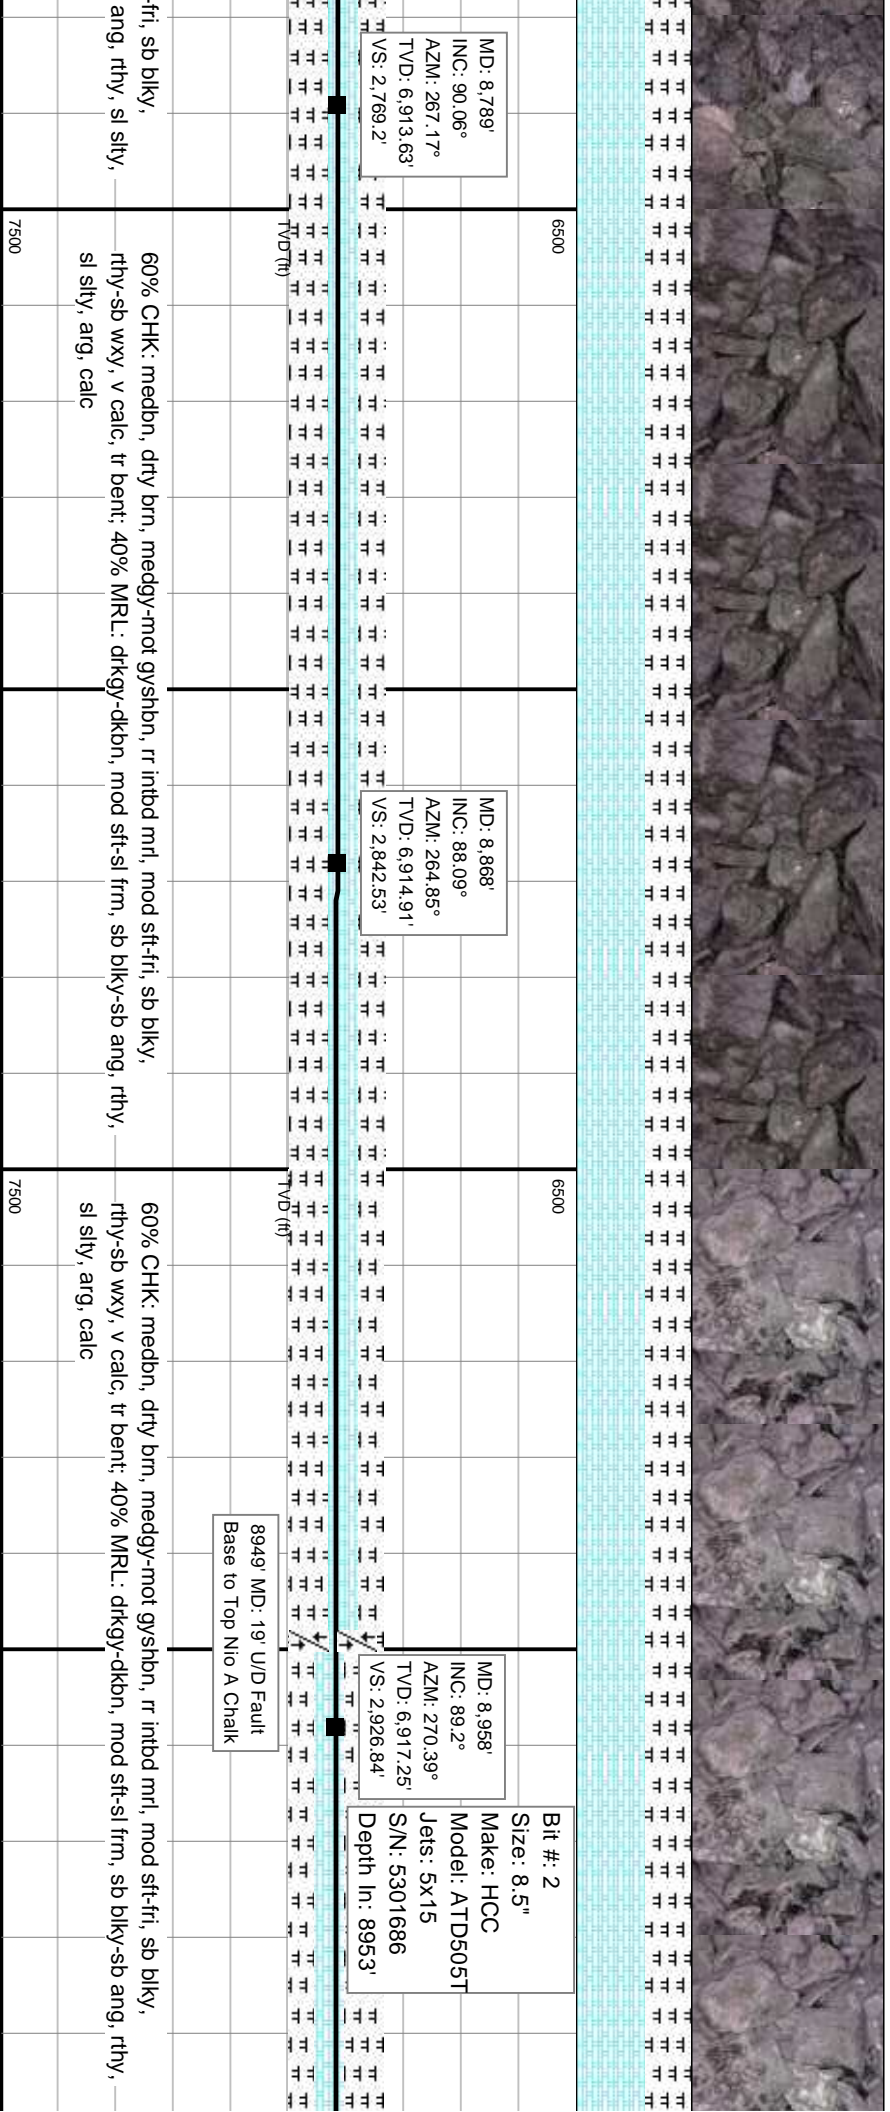 MD: 8,789'
INC: 90.06°
AZM: 267.17°
TVD: 6,913.63'
VS: 2,769.2'
-fri, sb blky,
ang, rthy, sl slty,
6500
TVD (ft)
7500
60% CHK: medbn, drty brn, medgy-mot gyshbn, rr intbd mrl, mod sft-fri, sb blky,
rthy-sb wxy, v calc, tr bent; 40% MRL: drkgy-dkbn, mod sft-sl frm, sb blky-sb ang, rthy,
sl slty, arg, calc
MD: 8,868'
INC: 88.09°
AZM: 264.85°
TVD: 6,914.91'
VS: 2,842.53'
6500
TVD (ft)
7500
60% CHK: medbn, drty brn, medgy-mot gyshbn, rr intbd mrl, mod sft-fri, sb blky,
rthy-sb wxy, v calc, tr bent; 40% MRL: drkgy-dkbn, mod sft-sl frm, sb blky-sb ang, rthy,
sl slty, arg, calc
8949' MD: 19' U/D Fault
Base to Top Nio A Chalk
MD: 8,958'
INC: 89.2°
AZM: 270.39°
TVD: 6,917.25'
VS: 2,926.84'
Bit #: 2
Size: 8.5"
Make: HCC
Model: ATD505T
Jets: 5x15
S/N: 5301686
Depth In: 8953'